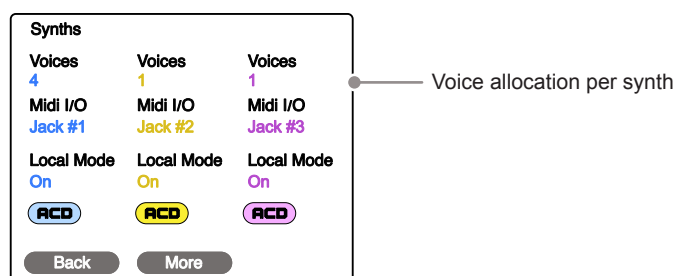 Synths
Voices Voices Voices
4 1 1
Voice allocation per synth
Midi I/O Midi I/O Midi I/O
Jack #1 Jack #2 Jack #3
Local Mode Local Mode Local Mode
On On On
ACD ACD ACD
Back More